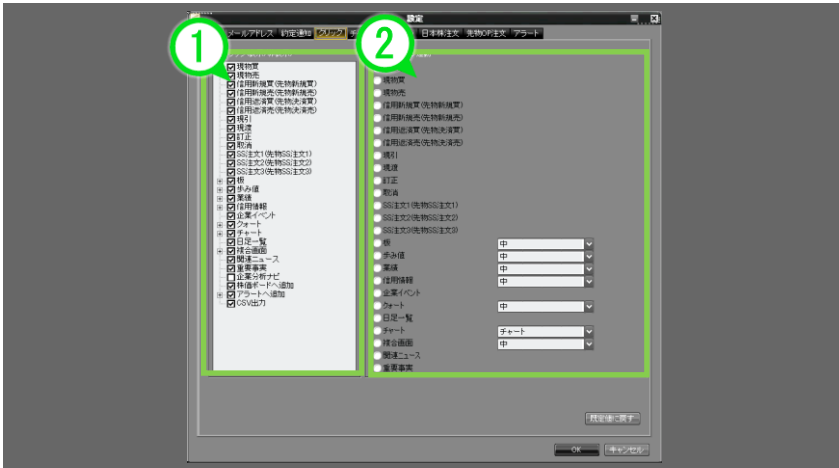 設定
メールアドレス 約定通知 クリック 日本株注文 先物OP注文 アラート
1
2
現物買
現物売
信用新規買(先物新規買)
信用新規売(先物新規売)
信用返済買(先物決済買)
信用返済売(先物決済売)
現引
現渡
訂正
取消
SS注文1(先物SS注文1)
SS注文2(先物SS注文2)
SS注文3(先物SS注文3)
板
歩み値
業績
信用情報
企業イベント
クォート
チャート
日足一覧
複合画面
関連ニュース
重要事実
企業分析ナビ
株価ボードへ追加
アラートへ追加
CSV出力
現物買
現物売
信用新規買(先物新規買)
信用新規売(先物新規売)
信用返済買(先物決済買)
信用返済売(先物決済売)
現引
現渡
訂正
取消
SS注文1(先物SS注文1)
SS注文2(先物SS注文2)
SS注文3(先物SS注文3)
板 中
歩み値 中
業績 中
信用情報 中
企業イベント
クォート 中
日足一覧
チャート チャート
複合画面 中
関連ニュース
重要事実
既定値に戻す
OK キャンセル